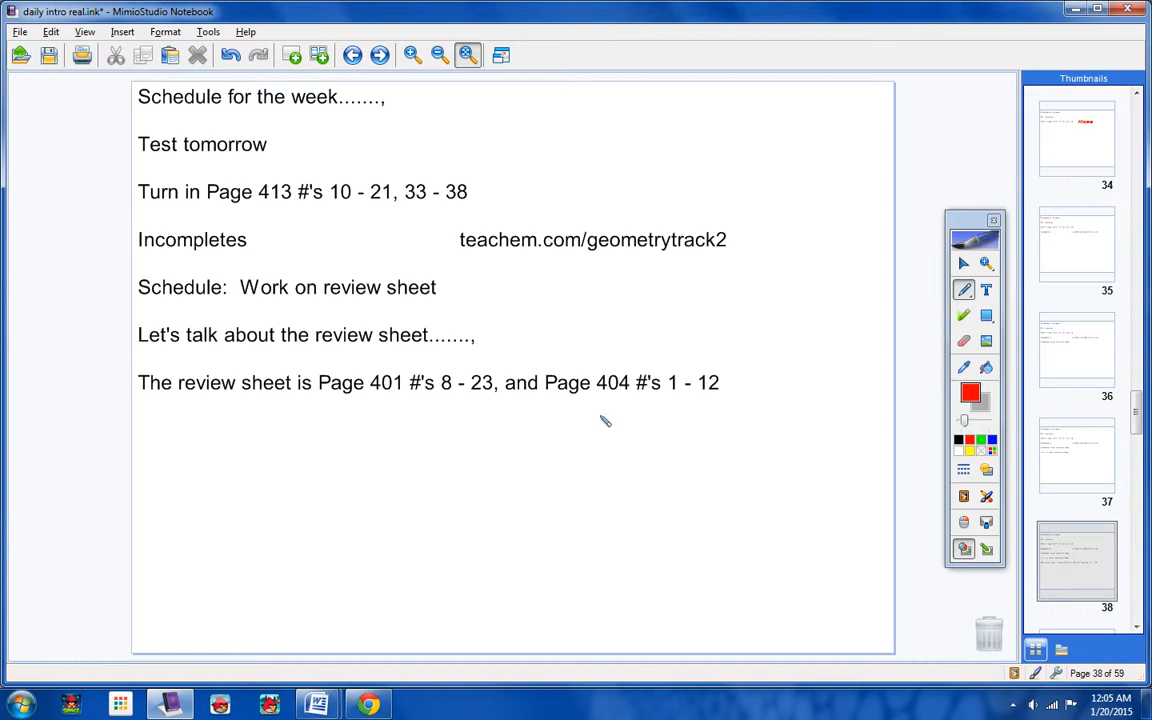 daily intro real.ink* - MimioStudio Notebook
File Edit View Insert Format Tools Help
Thumbnails
Schedule for the week.......,
Test tomorrow
Turn in Page 413 #'s 10 - 21, 33 - 38
Incompletes teachem.com/geometrytrack2
Schedule: Work on review sheet
Let's talk about the review sheet.......,
The review sheet is Page 401 #'s 8 - 23, and Page 404 #'s 1 - 12
34
35
36
37
38
Page 38 of 59
12:05 AM
1/20/2015